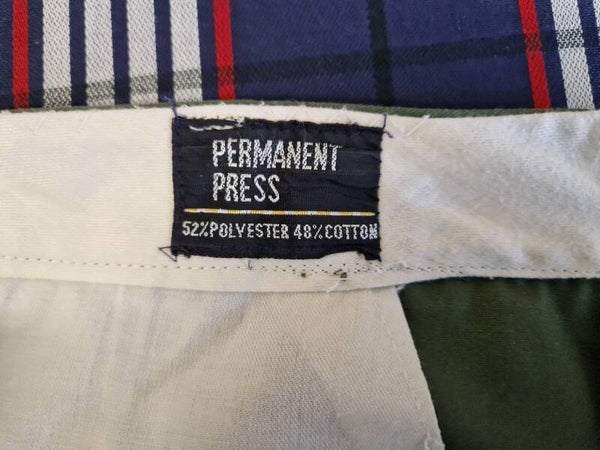 PERMANENT
PRESS
52%POLYESTER 48%COTTON